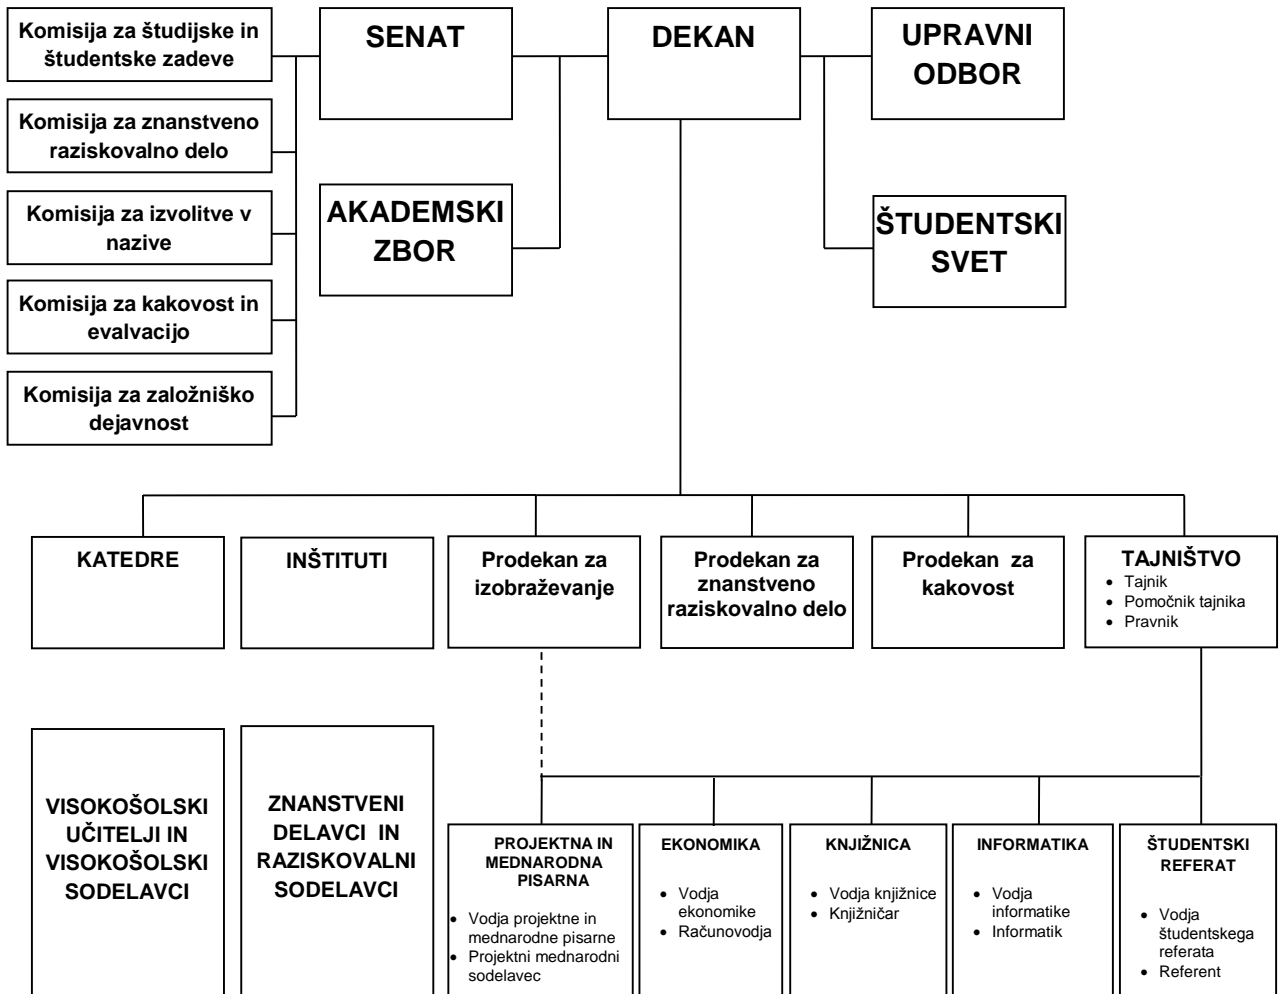 Komisija za študijske in
študentske zadeve
SENAT
DEKAN
UPRAVNI
ODBOR
Komisija za znanstveno
raziskovalno delo
AKADEMSKI
ZBOR
ŠTUDENTSKI
SVET
Komisija za izvolitve v
nazive
Komisija za kakovost in
evalvacijo
Komisija za založniško
dejavnost
KATEDRE
INŠTITUTI
Prodekan za
izobraževanje
Prodekan za
znanstveno
raziskovalno delo
Prodekan za
kakovost
TAJNIŠTVO
• Tajnik
• Pomočnik tajnika
• Pravnik
VISOKOŠOLSKI
UČITELJI IN
VISOKOŠOLSKI
SODELAVCI
ZNANSTVENI
DELAVCI IN
RAZISKOVALNI
SODELAVCI
PROJEKTNA IN
MEDNARODNA
PISARNA
• Vodja projektne in
mednarodne pisarne
• Projektni mednarodni
sodelavec
EKONOMIKA
• Vodja
ekonomike
• Računovodja
KNJIŽNICA
• Vodja knjižnice
• Knjižničar
INFORMATIKA
• Vodja
informatike
• Informatik
ŠTUDENTSKI
REFERAT
• Vodja
študentskega
referata
• Referent